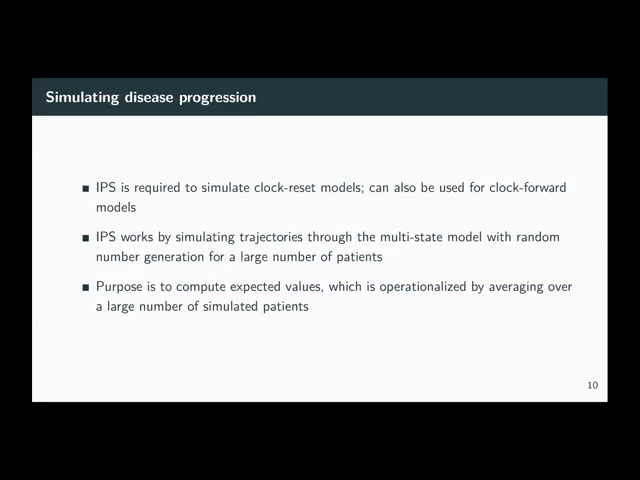 Simulating disease progression
IPS is required to simulate clock-reset models; can also be used for clock-forward
models
IPS works by simulating trajectories through the multi-state model with random
number generation for a large number of patients
Purpose is to compute expected values, which is operationalized by averaging over
a large number of simulated patients
10